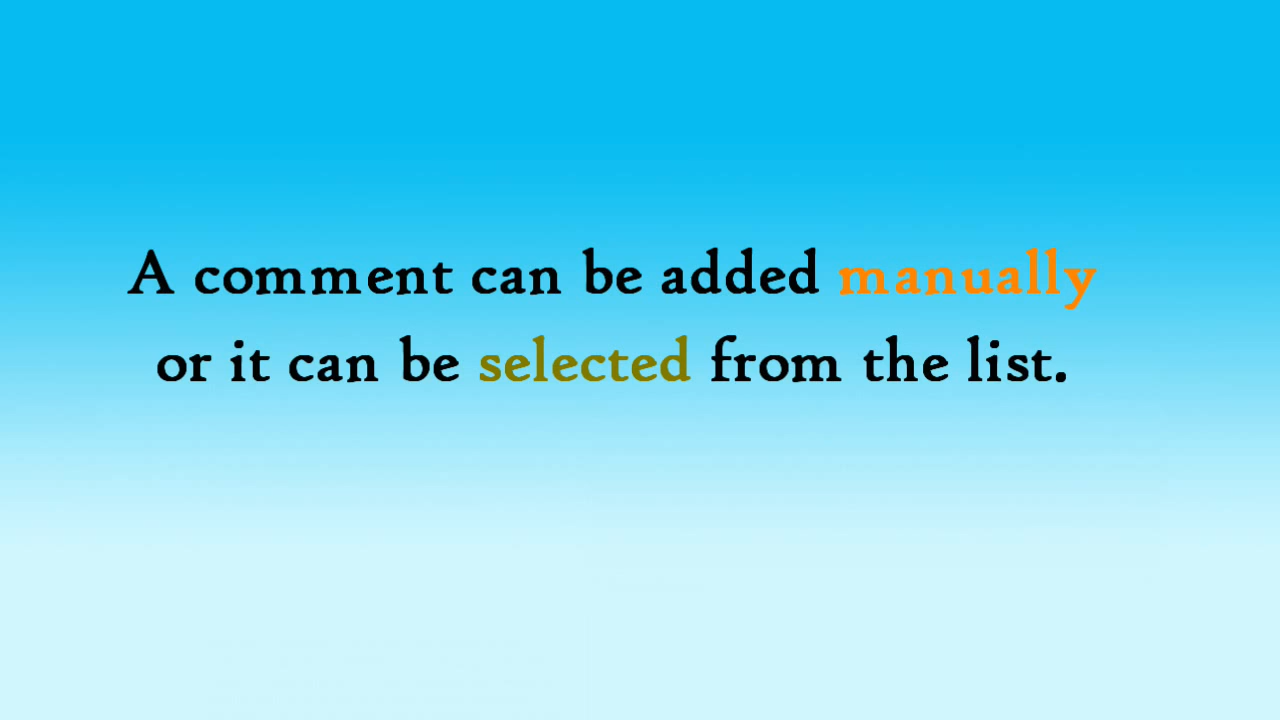 A comment can be added manually
or it can be selected from the list.